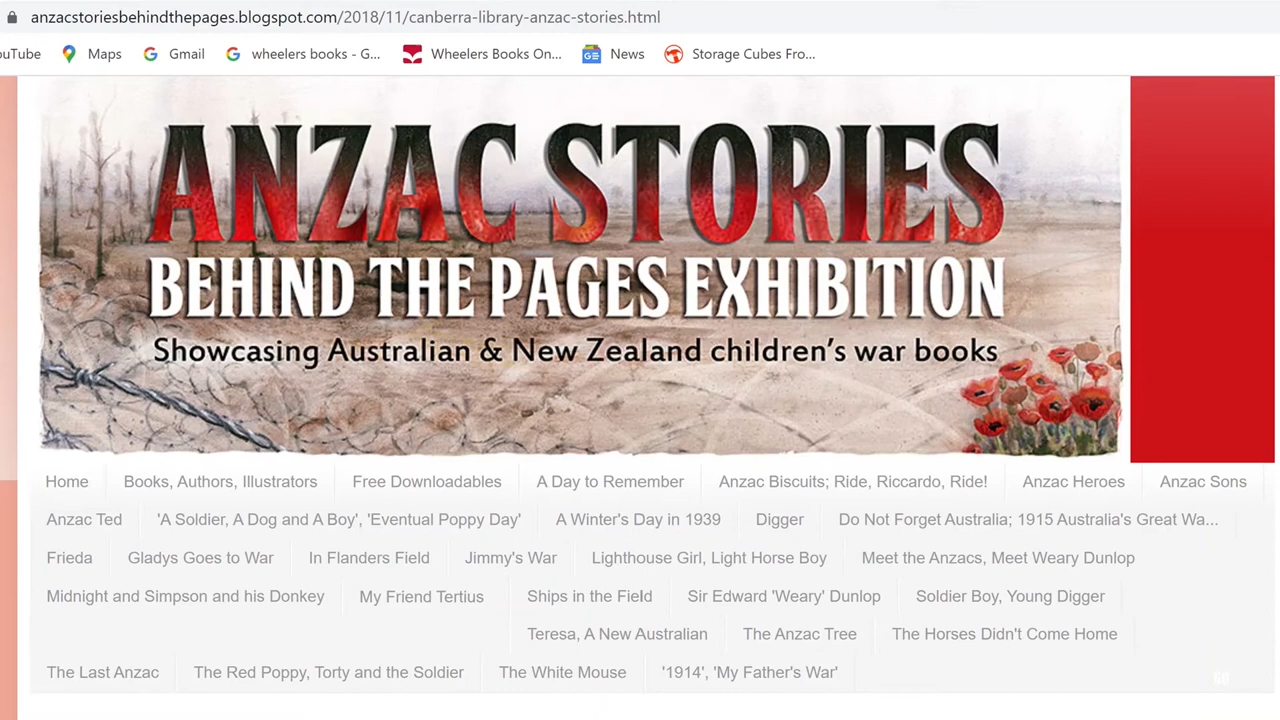 anzacstoriesbehindthepages.blogspot.com/2018/11/canberra-library-anzac-stories.html
ouTube Maps Gmail wheelers books - G... Wheelers Books On... News Storage Cubes Fro...
ANZAC STORIES
BEHIND THE PAGES EXHIBITION
Showcasing Australian & New Zealand children's war books
Home Books, Authors, Illustrators Free Downloadables A Day to Remember Anzac Biscuits; Ride, Riccardo, Ride! Anzac Heroes Anzac Sons
Anzac Ted 'A Soldier, A Dog and A Boy', 'Eventual Poppy Day' A Winter's Day in 1939 Digger Do Not Forget Australia; 1915 Australia's Great Wa...
Frieda Gladys Goes to War In Flanders Field Jimmy's War Lighthouse Girl, Light Horse Boy Meet the Anzacs, Meet Weary Dunlop
Midnight and Simpson and his Donkey My Friend Tertius Ships in the Field Sir Edward 'Weary' Dunlop Soldier Boy, Young Digger
Teresa, A New Australian The Anzac Tree The Horses Didn't Come Home
The Last Anzac The Red Poppy, Torty and the Soldier The White Mouse '1914', 'My Father's War'